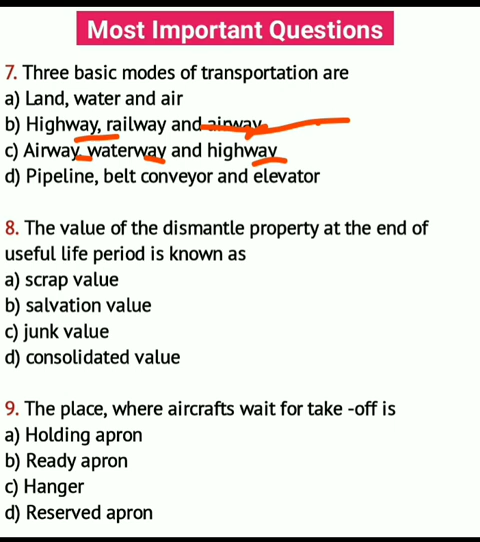 Most Important Questions
7. Three basic modes of transportation are
a) Land, water and air
b) Highway, railway and airway
c) Airway, waterway and highway
d) Pipeline, belt conveyor and elevator
8. The value of the dismantle property at the end of
useful life period is known as
a) scrap value
b) salvation value
c) junk value
d) consolidated value
9. The place, where aircrafts wait for take -off is
a) Holding apron
b) Ready apron
c) Hanger
d) Reserved apron